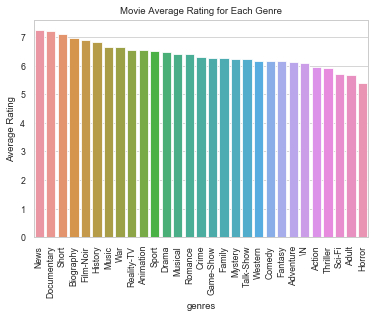 Movie Average Rating for Each Genre
Average Rating
7
6
5
4
3
2
1
0
News
Documentary
Short
Biography
Film-Noir
History
Music
War
Reality-TV
Animation
Sport
Drama
Musical
Romance
Crime
Game-Show
Family
Mystery
Talk-Show
Western
Comedy
Fantasy
Adventure
\N
Action
Thriller
Sci-Fi
Adult
Horror
genres